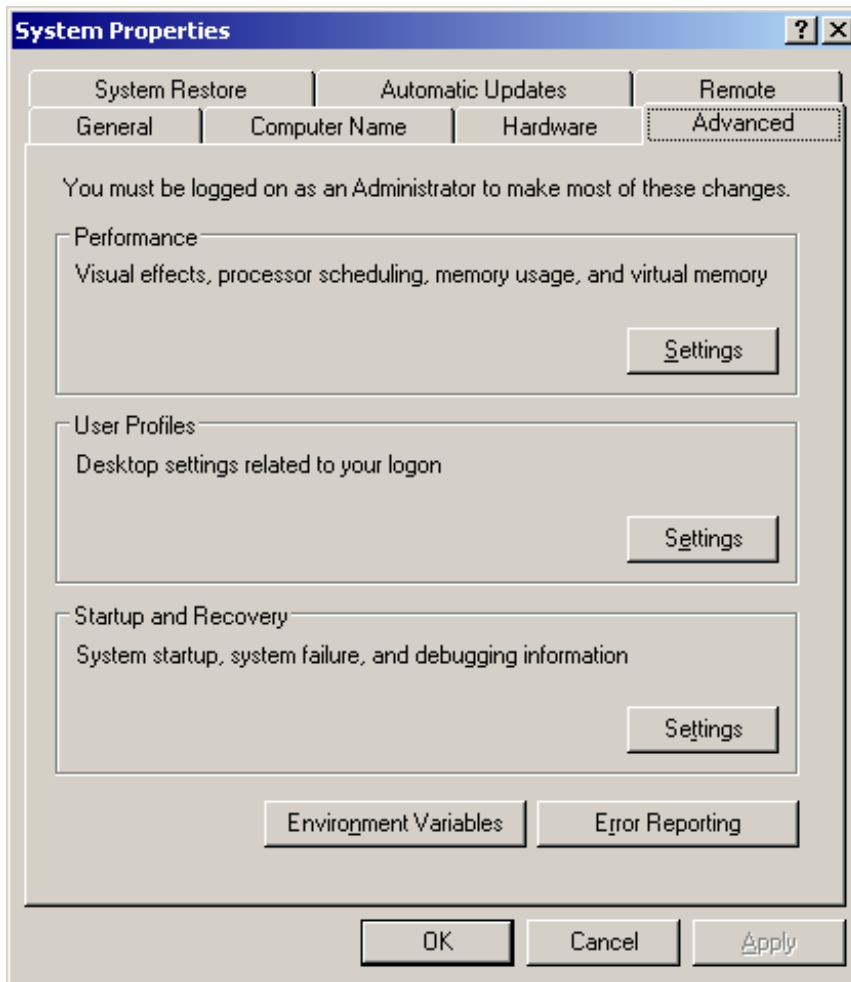 System Properties
System Restore Automatic Updates Remote
General Computer Name Hardware Advanced
You must be logged on as an Administrator to make most of these changes.
Performance
Visual effects, processor scheduling, memory usage, and virtual memory
Settings
User Profiles
Desktop settings related to your logon
Settings
Startup and Recovery
System startup, system failure, and debugging information
Settings
Environment Variables Error Reporting
OK Cancel Apply